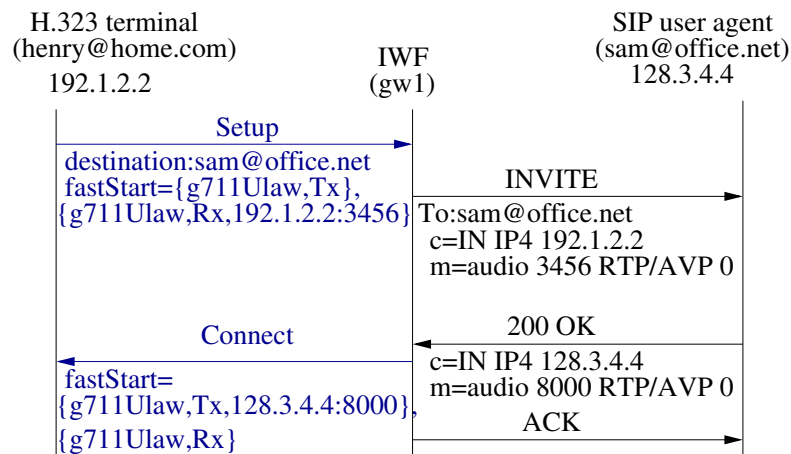 H.323 terminal
(henry@home.com)
192.1.2.2
IWF
(gw1)
SIP user agent
(sam@office.net)
128.3.4.4
Setup
destination:sam@office.net
fastStart={g711Ulaw,Tx},
{g711Ulaw,Rx,192.1.2.2:3456}
INVITE
To:sam@office.net
c=IN IP4 192.1.2.2
m=audio 3456 RTP/AVP 0
200 OK
c=IN IP4 128.3.4.4
m=audio 8000 RTP/AVP 0
Connect
fastStart=
{g711Ulaw,Tx,128.3.4.4:8000},
{g711Ulaw,Rx}
ACK